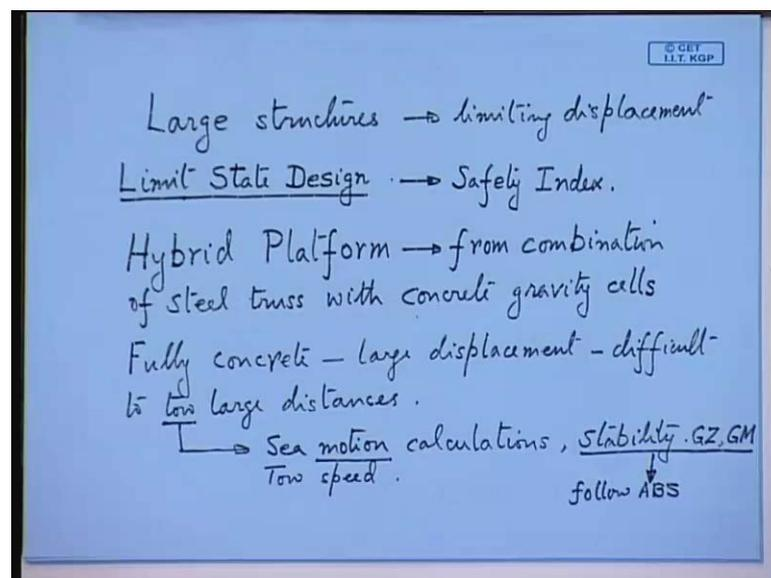 © CET
I.I.T. KGP
Large structures → limiting displacement
Limit State Design → Safety Index.
Hybrid Platform → from combination
of steel truss with concrete gravity cells
Fully concrete - large displacement - difficult
to tow large distances.
→ Sea motion calculations, stability. GZ, GM
Tow speed.
follow ABS